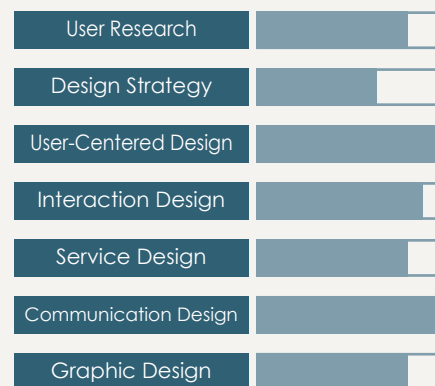 User Research
Design Strategy
User-Centered Design
Interaction Design
Service Design
Communication Design
Graphic Design